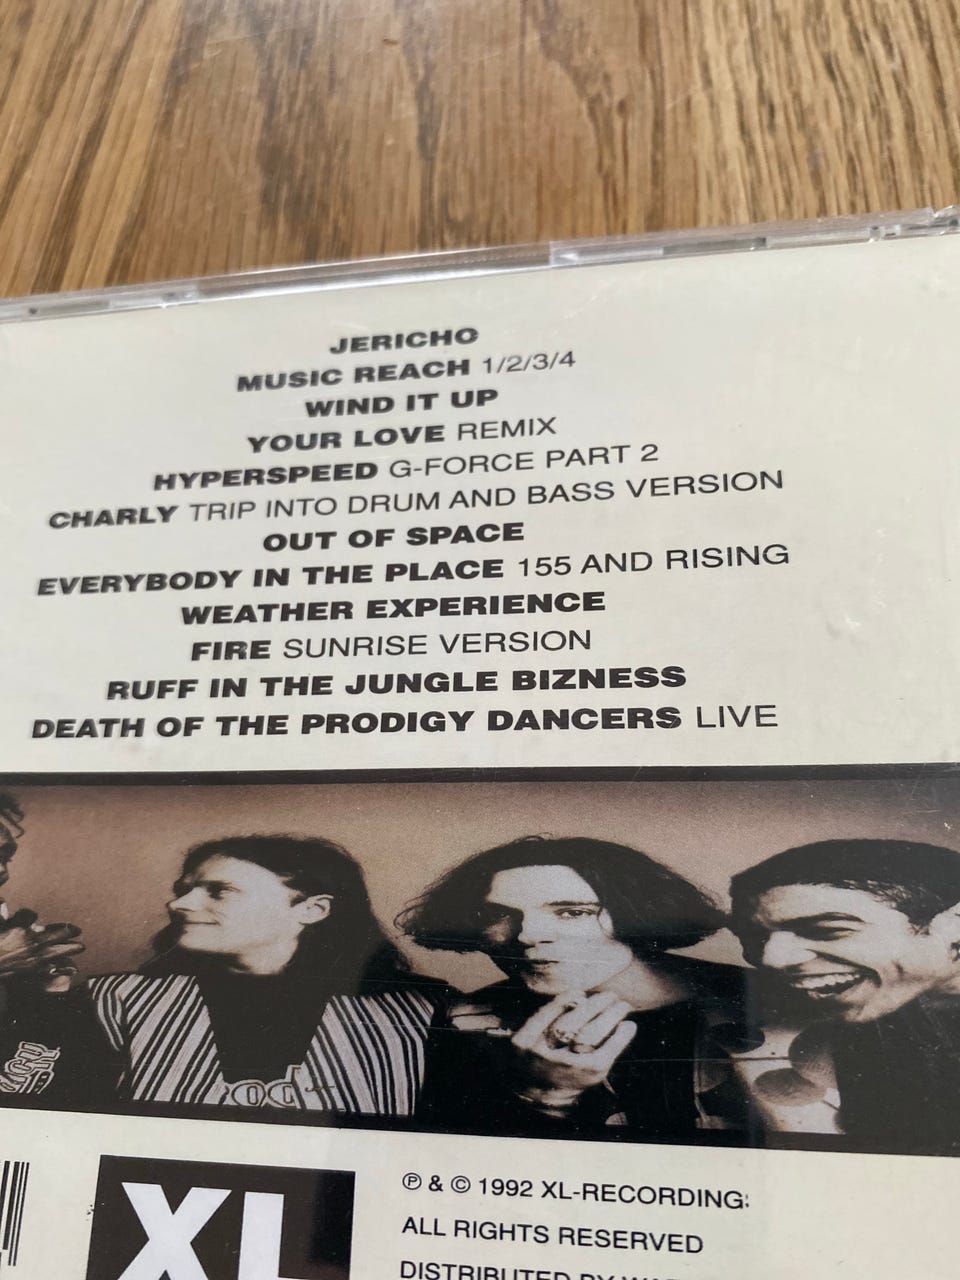 JERICHO
MUSIC REACH 1/2/3/4
WIND IT UP
YOUR LOVE REMIX
HYPERSPEED G-FORCE PART 2
CHARLY TRIP INTO DRUM AND BASS VERSION
OUT OF SPACE
EVERYBODY IN THE PLACE 155 AND RISING
WEATHER EXPERIENCE
FIRE SUNRISE VERSION
RUFF IN THE JUNGLE BIZNESS
DEATH OF THE PRODIGY DANCERS LIVE
XL
℗ & © 1992 XL-RECORDING
ALL RIGHTS RESERVED
DISTRIBUTED BY